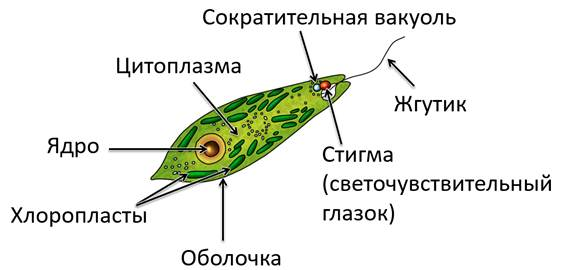 Сократительная вакуоль
Цитоплазма
Жгутик
Ядро
Стигма
(светочувствительный
глазок)
Хлоропласты
Оболочка